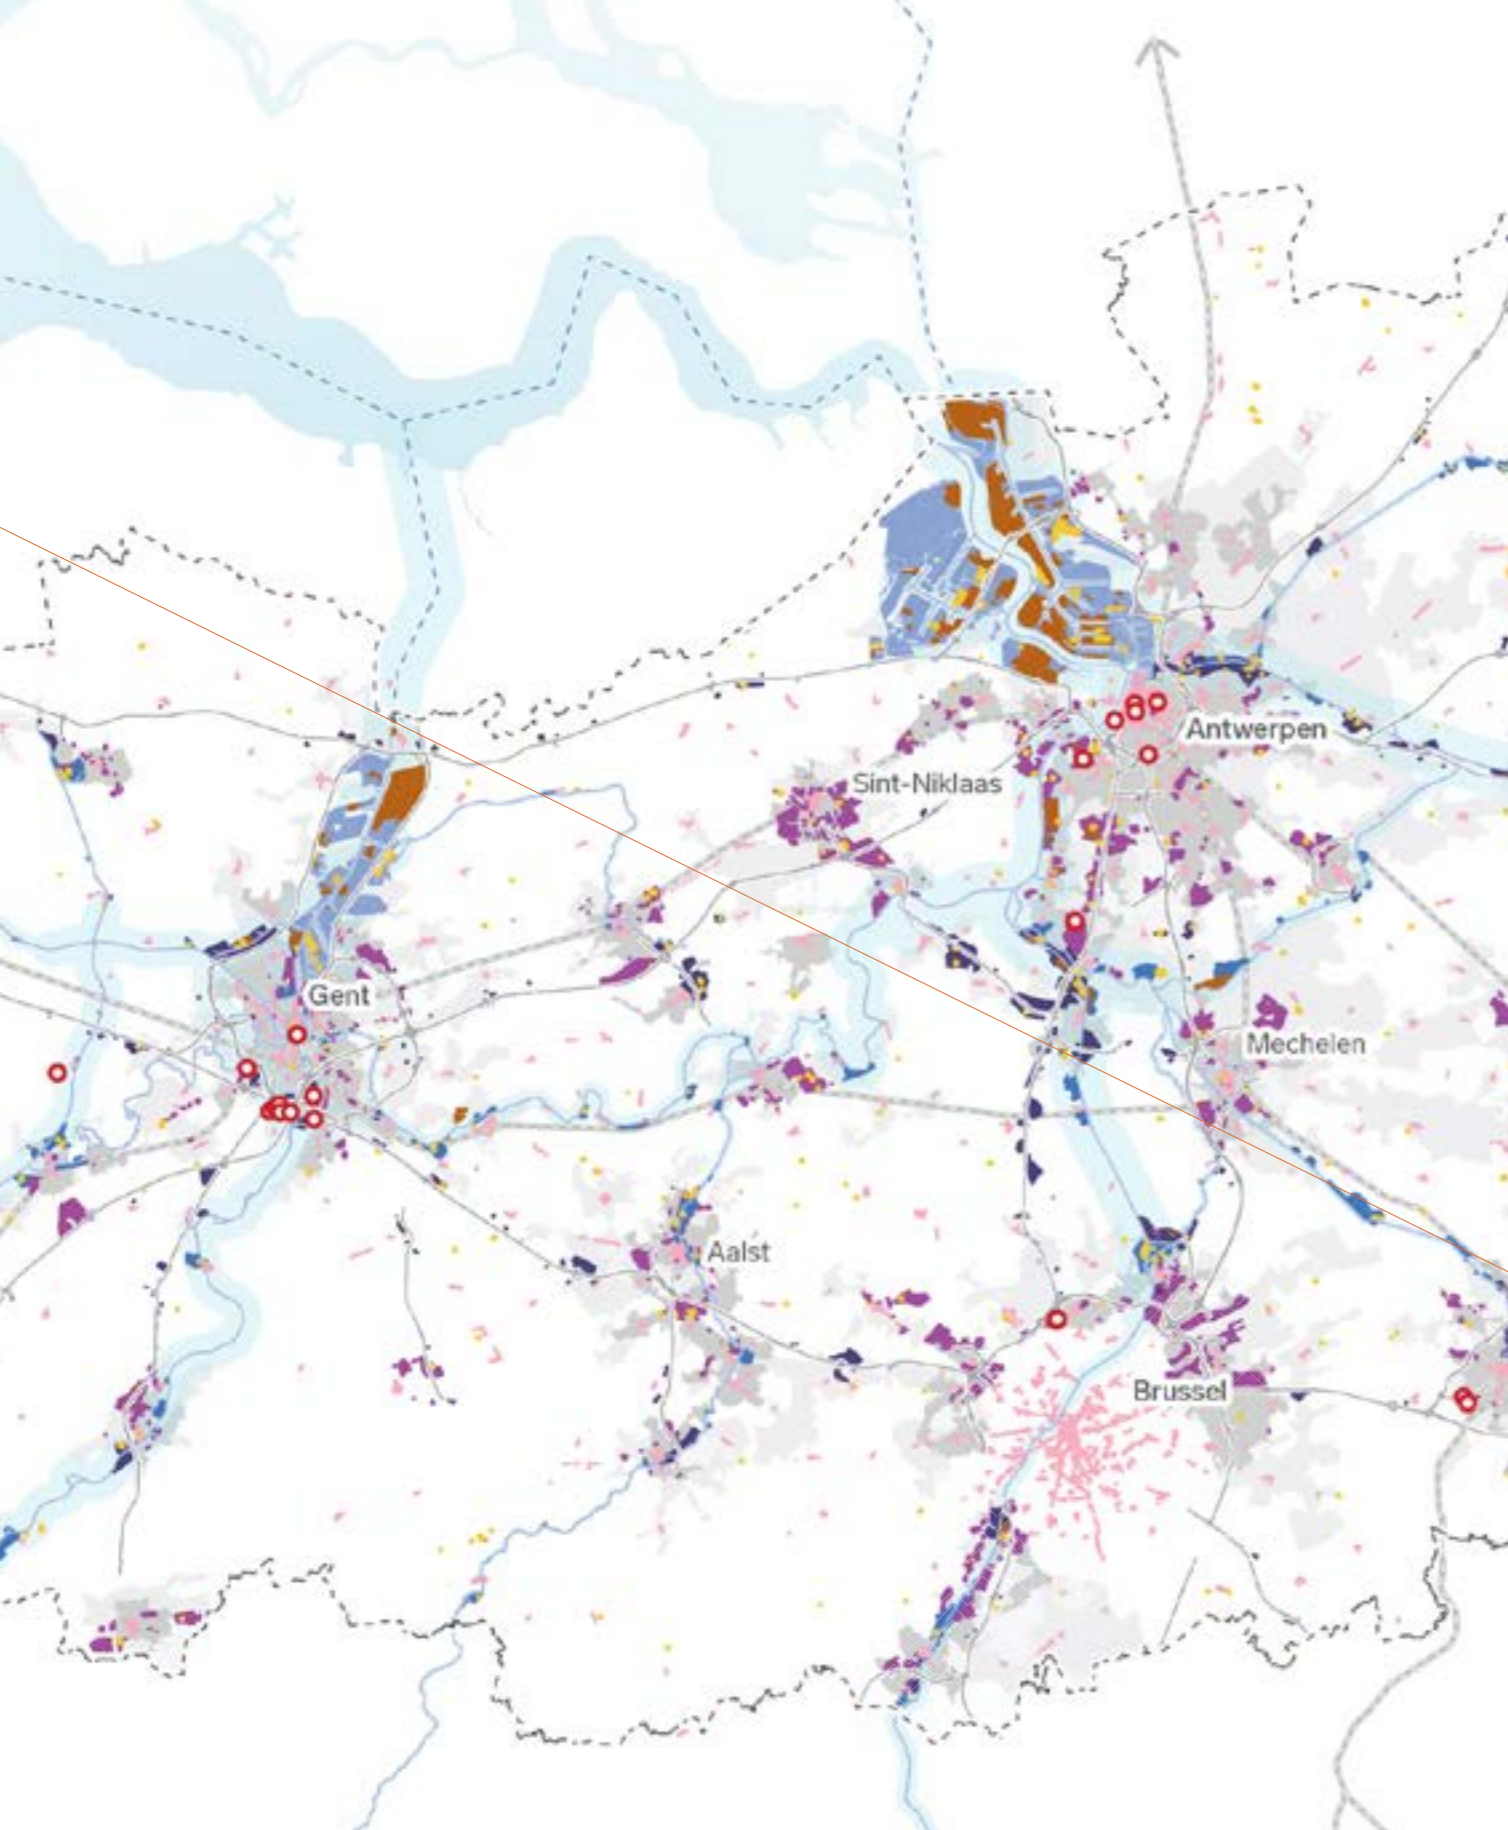 Antwerpen
Sint-Niklaas
Gent
Mechelen
Aalst
Brussel